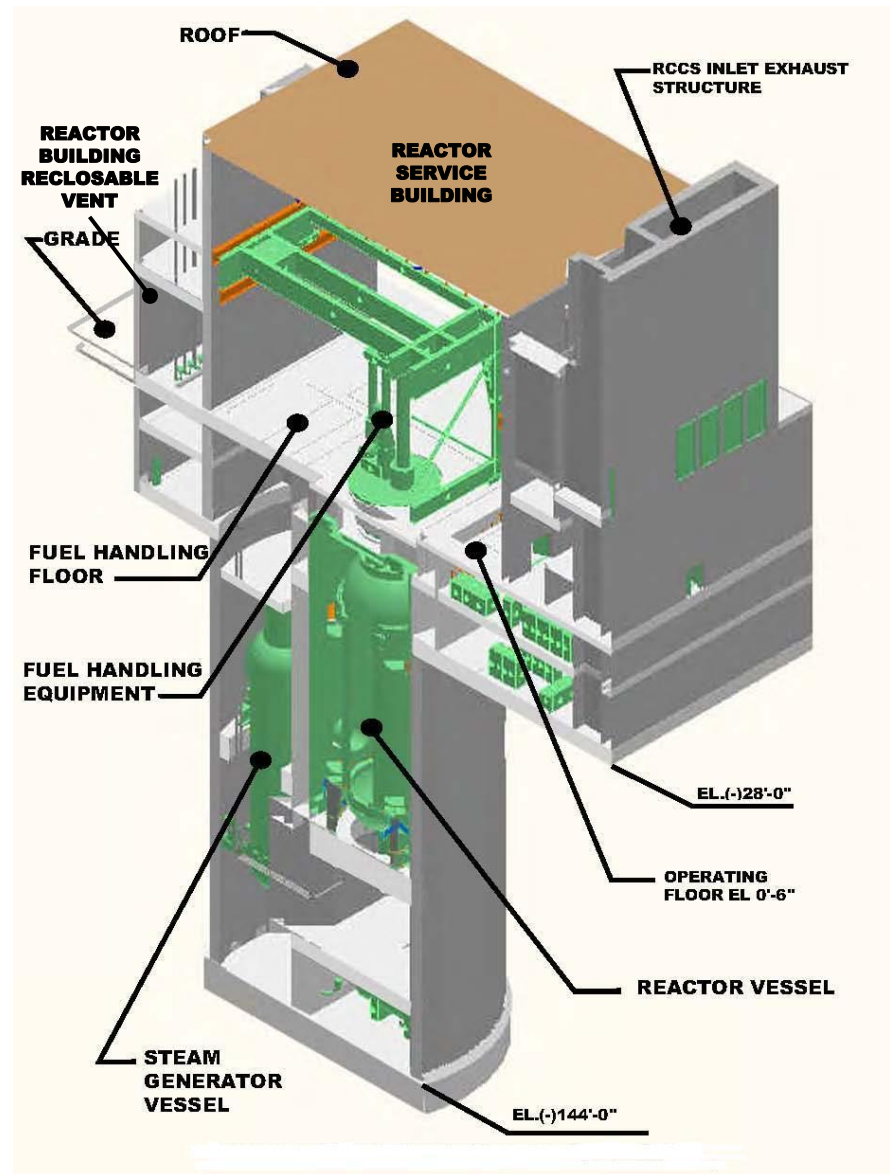 ROOF
RCCS INLET EXHAUST
STRUCTURE
REACTOR
BUILDING
RECLOSABLE
VENT
REACTOR
SERVICE
BUILDING
GRADE
FUEL HANDLING
FLOOR
FUEL HANDLING
EQUIPMENT
EL.(-)28'-0"
OPERATING
FLOOR EL 0'-6"
REACTOR VESSEL
STEAM
GENERATOR
VESSEL
EL.(-)144'-0"